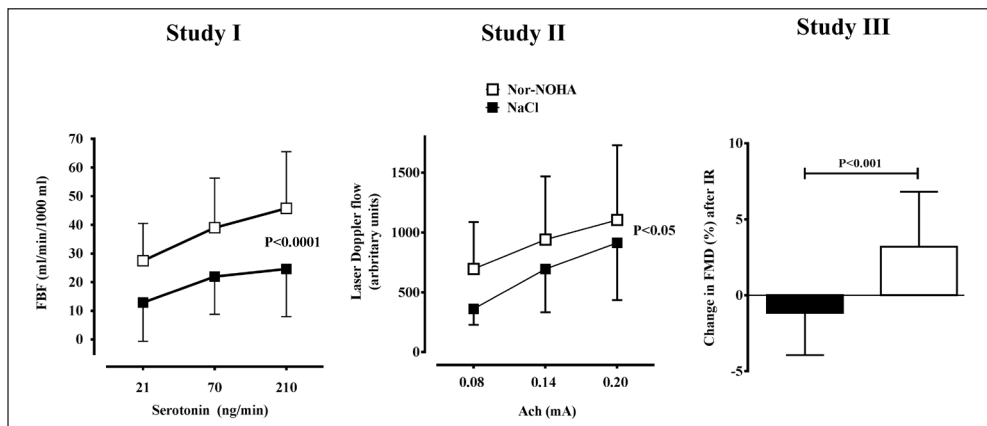 Study I
Study II
Study III
Nor-NOHA
NaCl
FBF (ml/min/1000 ml)
70
60
50
40
30
20
10
0
P<0.0001
21 70 210
Serotonin (ng/min)
Laser Doppler flow
(arbritary units)
1500
1000
500
0
P<0.05
0.08 0.14 0.20
Ach (mA)
Change in FMD (%) after IR
10
5
0
-5
P<0.001